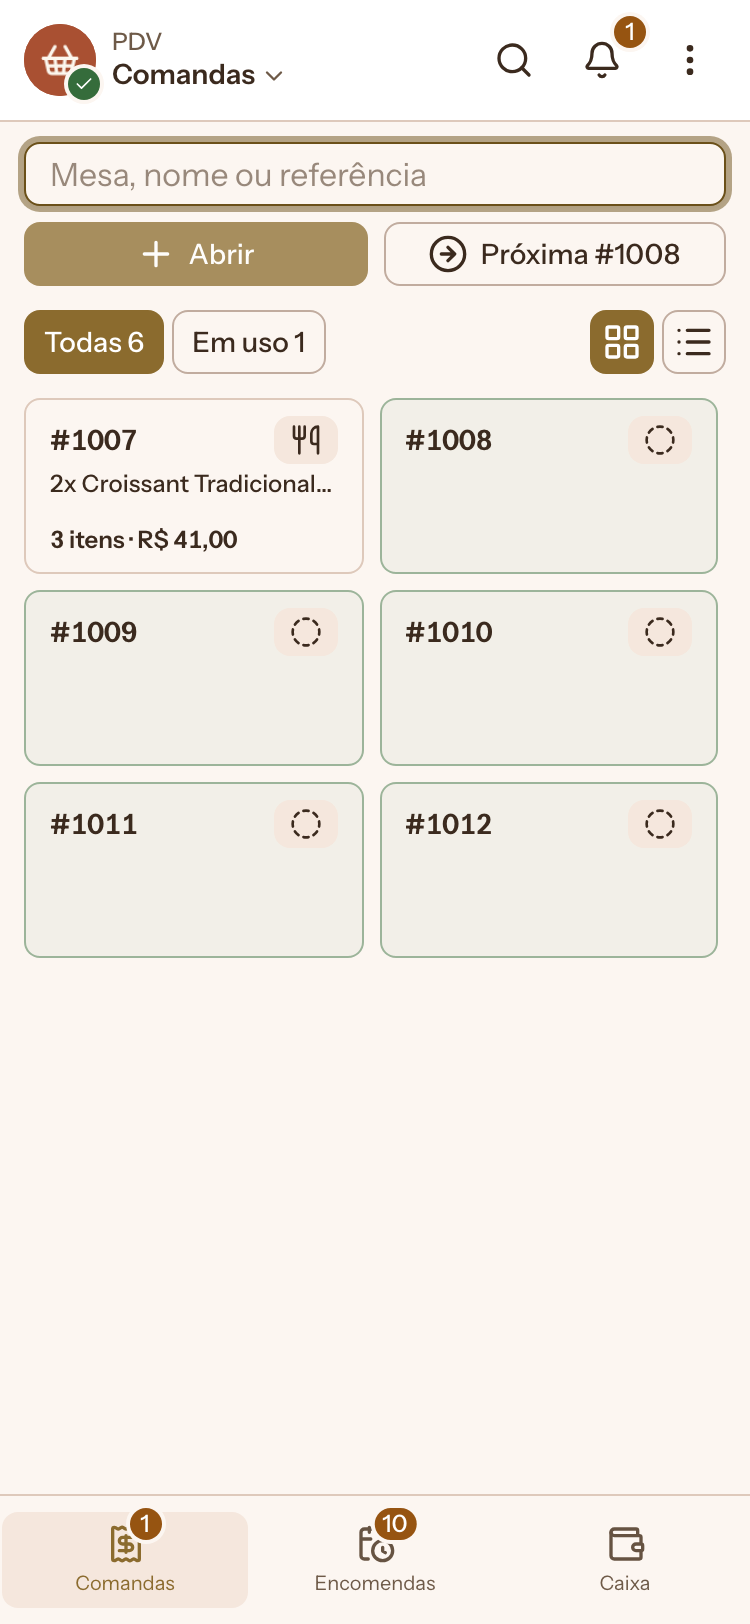 PDV
Comandas
1
Mesa, nome ou referência
Abrir
Próxima #1008
Todas 6
Em uso 1
#1007
2x Croissant Tradicional...
3 itens · R$ 41,00
#1008
#1009
#1010
#1011
#1012
1
Comandas
10
Encomendas
Caixa